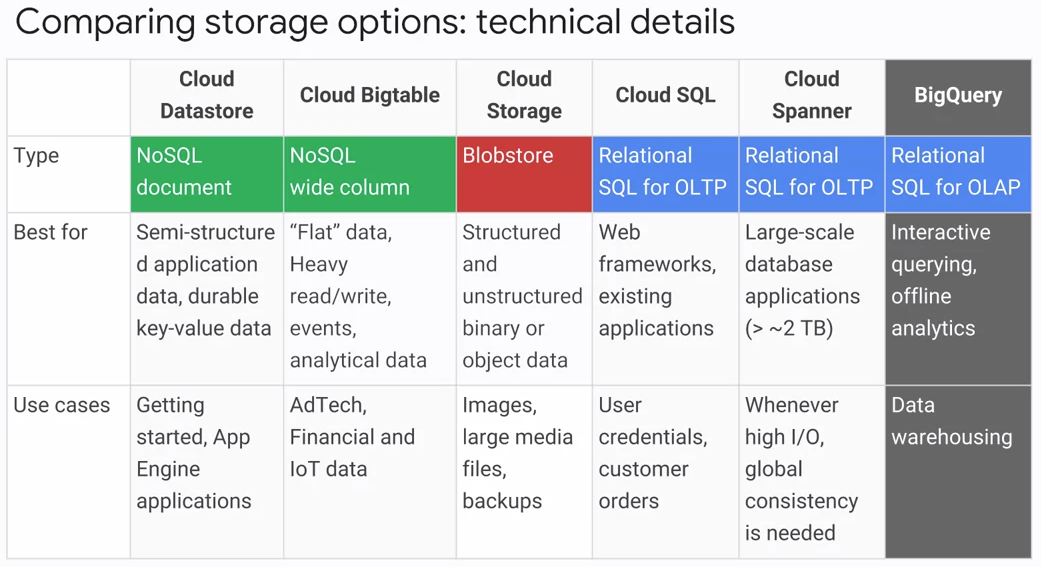 Comparing storage options: technical details
Cloud
Datastore
Cloud Bigtable
Cloud
Storage
Cloud SQL
Cloud
Spanner
BigQuery
Type
NoSQL
document
NoSQL
wide column
Blobstore
Relational
SQL for OLTP
Relational
SQL for OLTP
Relational
SQL for OLAP
Best for
Semi-structure
d application
data, durable
key-value data
“Flat” data,
Heavy
read/write,
events,
analytical data
Structured
and
unstructured
binary or
object data
Web
frameworks,
existing
applications
Large-scale
database
applications
(> ~2 TB)
Interactive
querying,
offline
analytics
Use cases
Getting
started, App
Engine
applications
AdTech,
Financial and
IoT data
Images,
large media
files,
backups
User
credentials,
customer
orders
Whenever
high I/O,
global
consistency
is needed
Data
warehousing